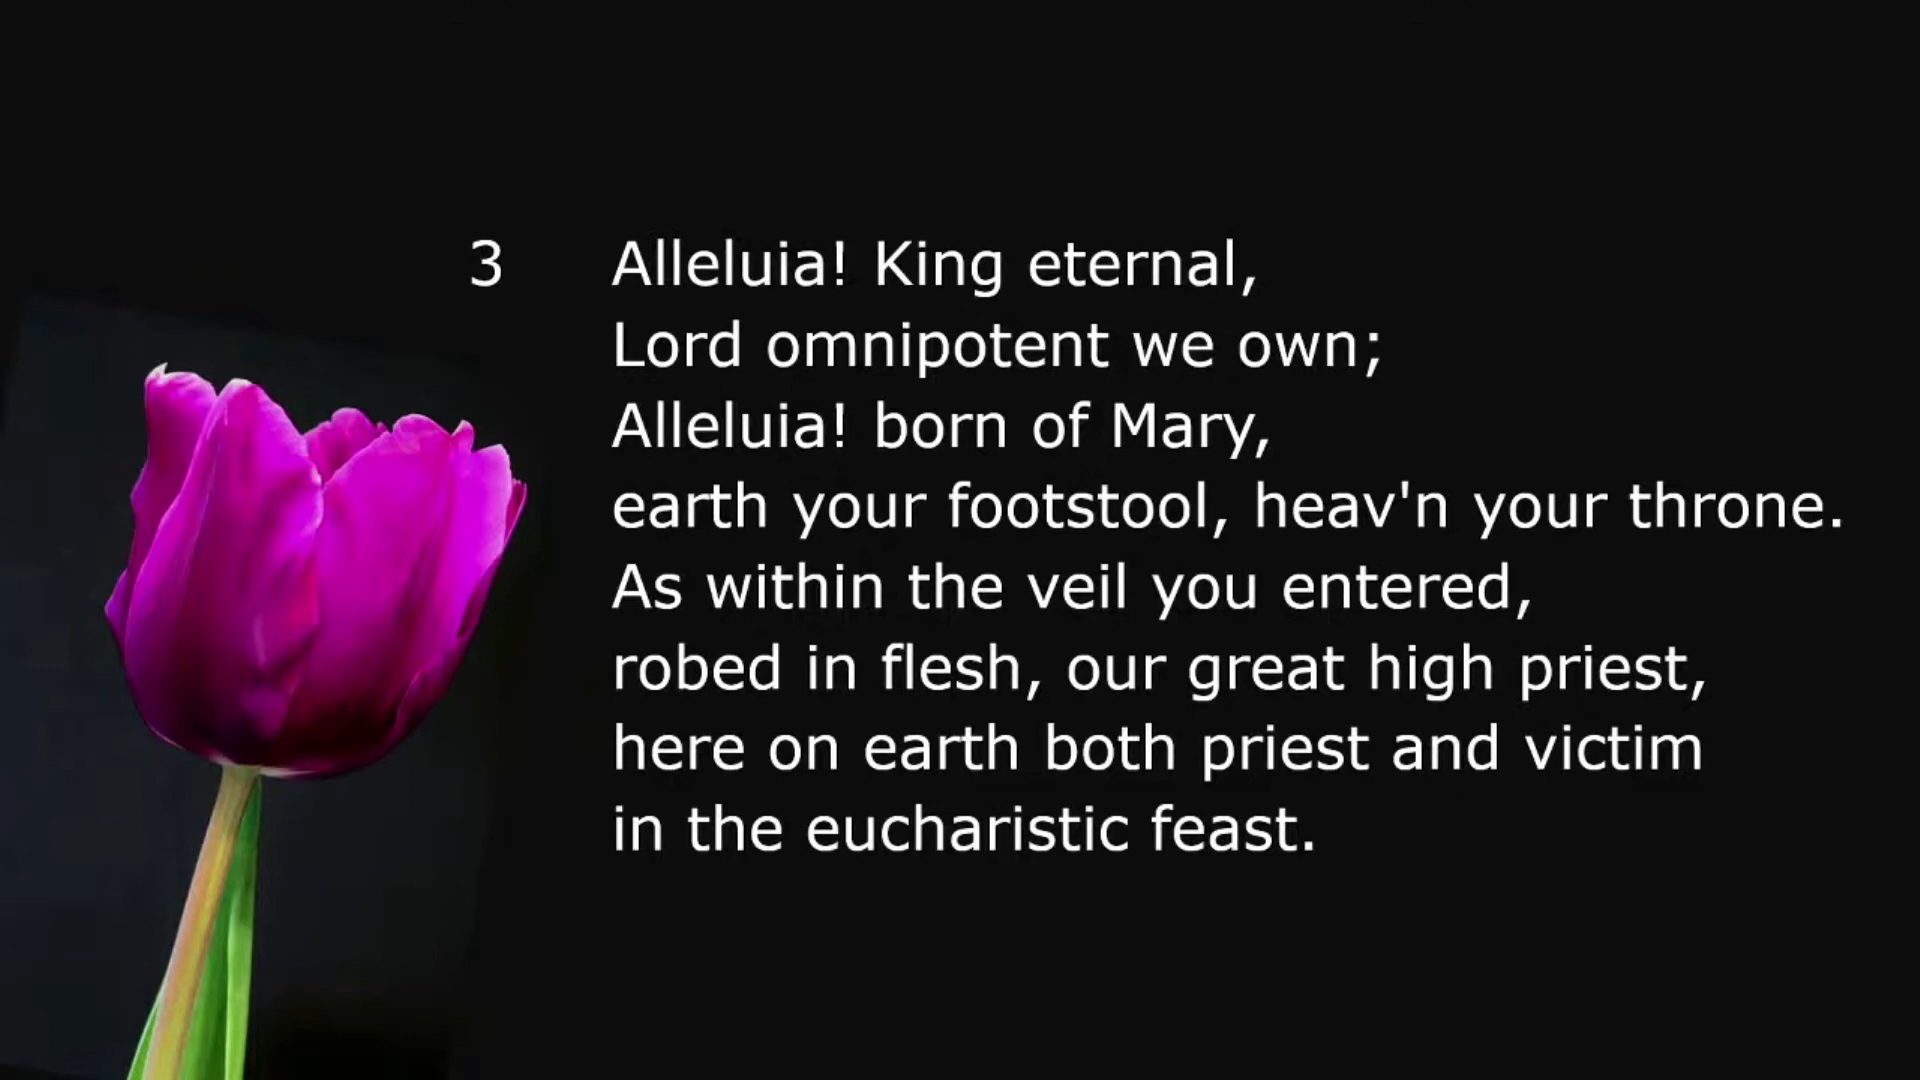 3 Alleluia! King eternal,
Lord omnipotent we own;
Alleluia! born of Mary,
earth your footstool, heav'n your throne.
As within the veil you entered,
robed in flesh, our great high priest,
here on earth both priest and victim
in the eucharistic feast.